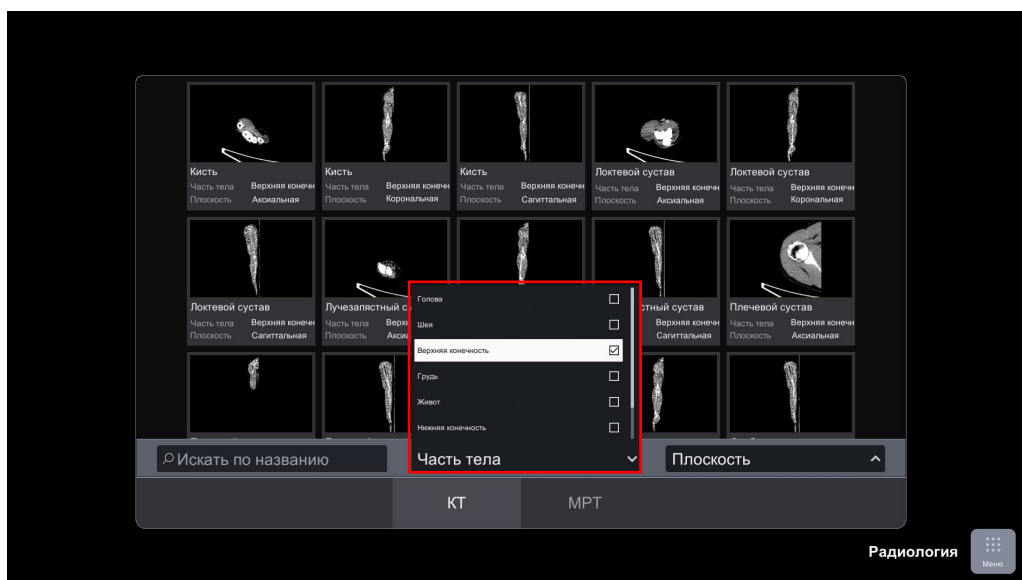 Кисть
Часть тела Верхняя конечн
Плоскость Аксиальная
Кисть
Часть тела Верхняя конечн
Плоскость Корональная
Кисть
Часть тела Верхняя конечн
Плоскость Сагиттальная
Локтевой сустав
Часть тела Верхняя конечн
Плоскость Аксиальная
Локтевой сустав
Часть тела Верхняя конечн
Плоскость Корональная
Локтевой сустав
Часть тела Верхняя конечн
Плоскость Сагиттальная
Лучезапястный с
Часть тела Верхн
Плоскость Аксиа
стный сустав
Верхняя конечн
Сагиттальная
Плечевой сустав
Часть тела Верхняя конечн
Плоскость Аксиальная
Голова
Шея
Верхняя конечность
Грудь
Живот
Нижняя конечность
Искать по названию
Часть тела
Плоскость
КТ
МРТ
Радиология
Меню